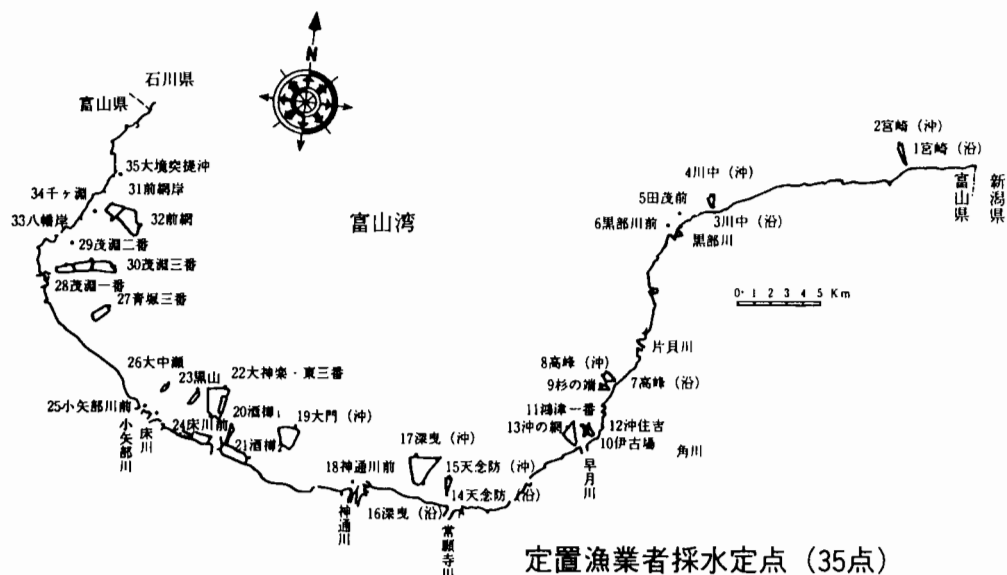 N
石川県
富山県
35大境突提沖
34千ヶ淵
31前網岸
33八幡岸
32前網
29茂淵二番
30茂淵三番
28茂淵一番
27青塚三番
富山湾
2宮崎（沖）
1宮崎（沿）
4川中（沖）
5田茂前
3川中（沿）
6黒部川前
黒部川
富山県
新潟県
0 1 2 3 4 5 Km
片貝川
8高峰（沖）
9杉の端
7高峰（沿）
11鴻津一番
13沖の網
12沖住吉
10伊古場
角川
早月川
26大中瀬
23黒山
22大神楽・東三番
25小矢部川前
20酒樽
19大門（沖）
24床川前
21酒樽
小矢部川
床川
17深曳（沖）
18神通川前
15天念防（沖）
14天念防（沿）
16深曳（沿）
神通川
常願寺川
定置漁業者採水定点（35点）